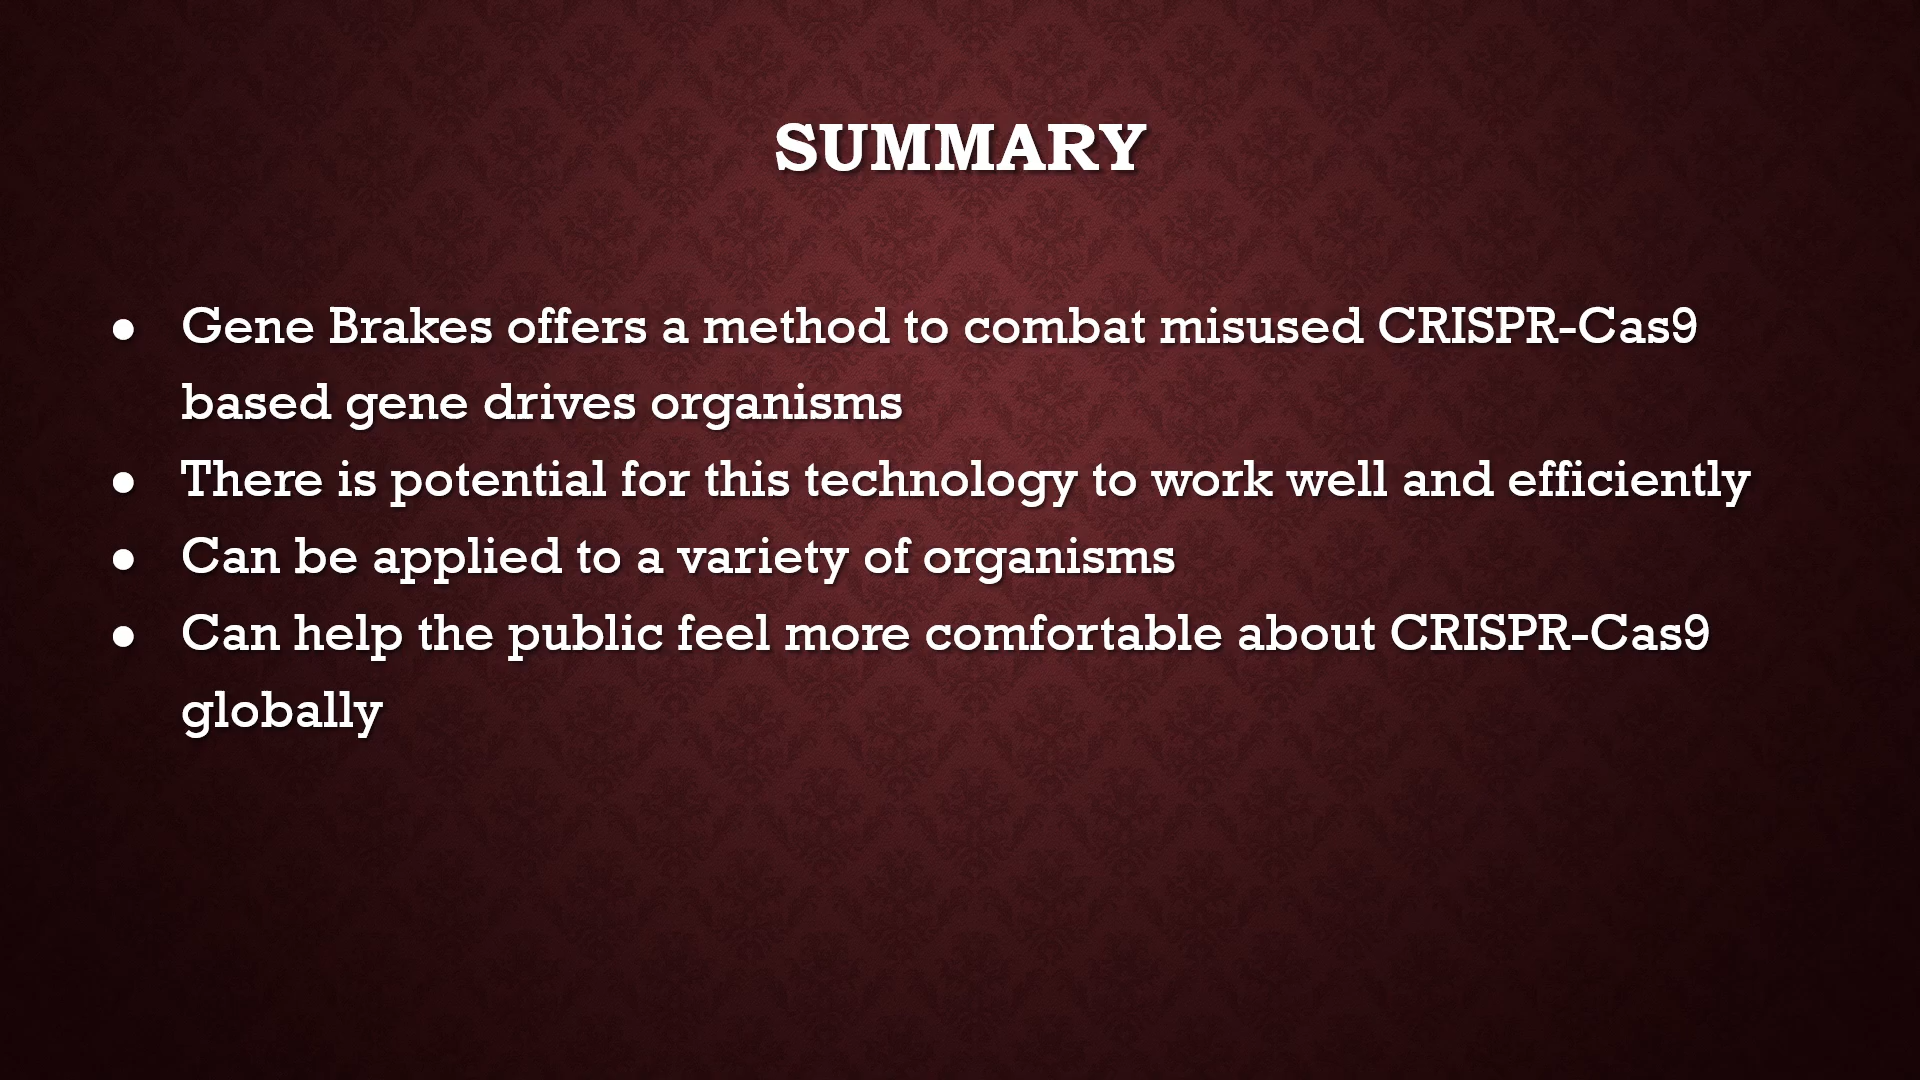 SUMMARY
● Gene Brakes offers a method to combat misused CRISPR-Cas9
based gene drives organisms
● There is potential for this technology to work well and efficiently
● Can be applied to a variety of organisms
● Can help the public feel more comfortable about CRISPR-Cas9
globally